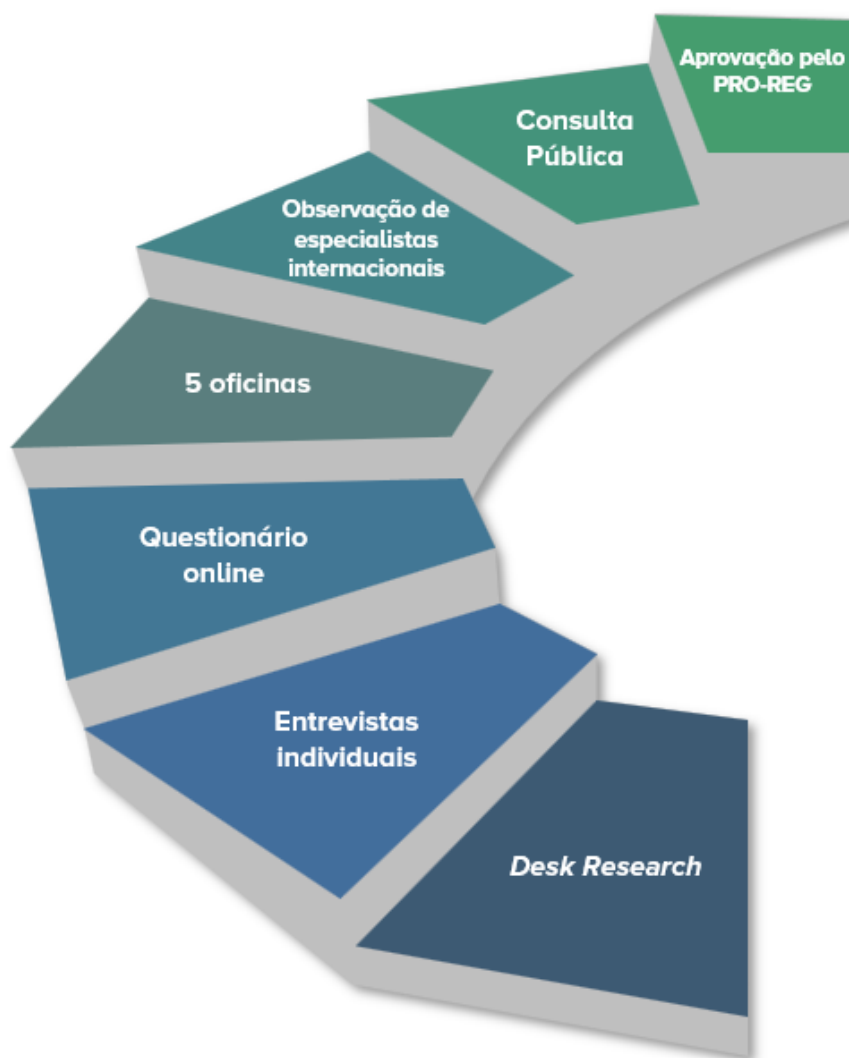 Aprovação pelo
PRO-REG
Consulta
Pública
Observação de
especialistas
internacionais
5 oficinas
Questionário
online
Entrevistas
individuais
Desk Research